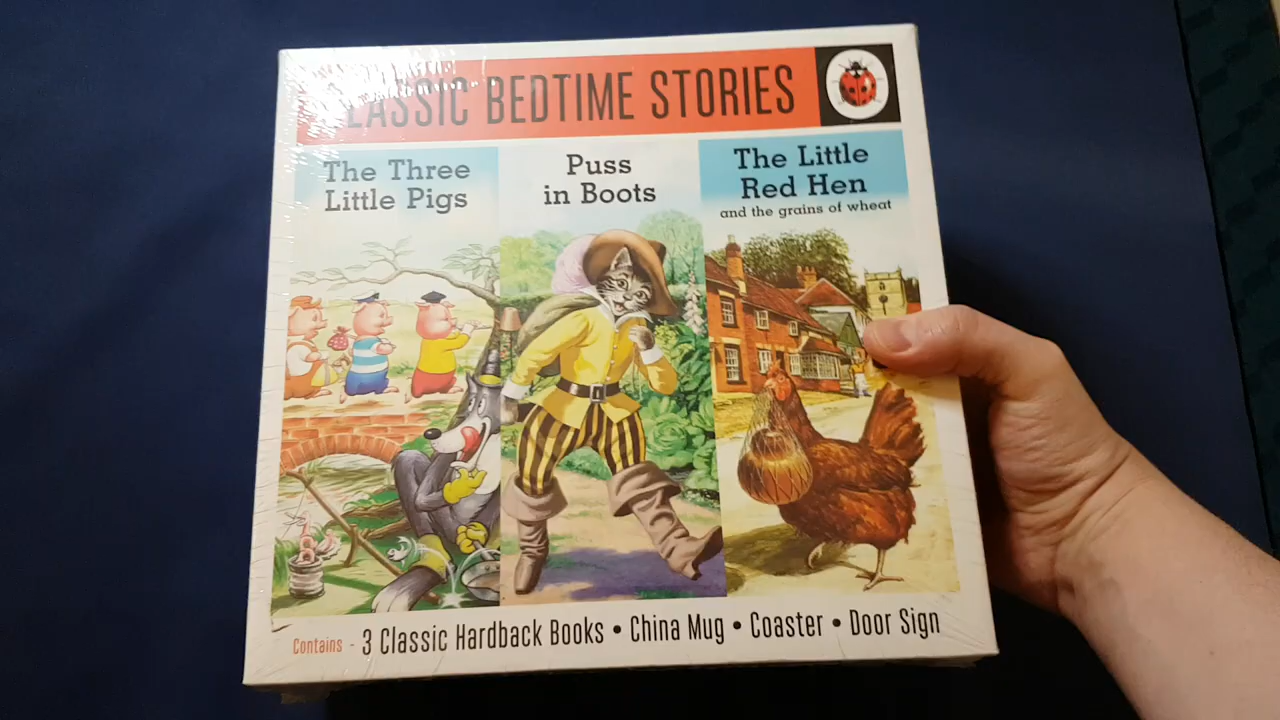 CLASSIC BEDTIME STORIES
The Three
Little Pigs
Puss
in Boots
The Little
Red Hen
and the grains of wheat
Contains - 3 Classic Hardback Books • China Mug • Coaster • Door Sign